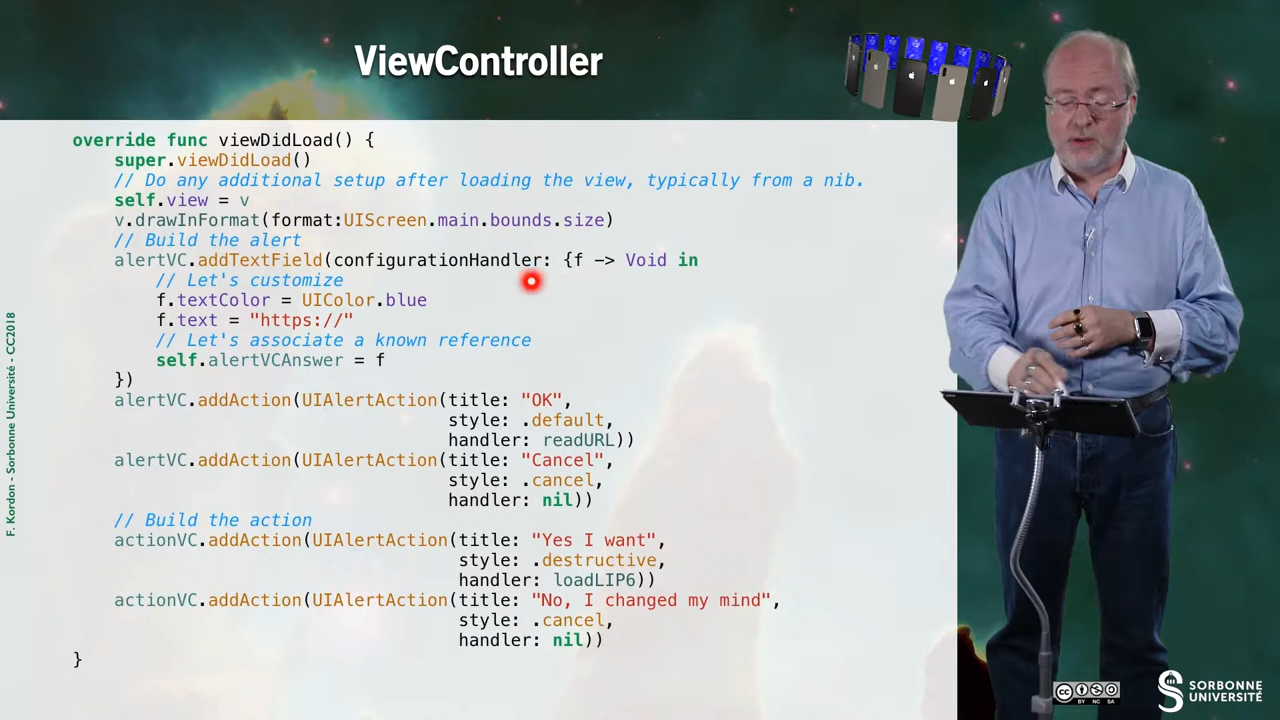 ViewController
override func viewDidLoad() {
super.viewDidLoad()
// Do any additional setup after loading the view, typically from a nib.
self.view = v
v.drawInFormat(format:UIScreen.main.bounds.size)
// Build the alert
alertVC.addTextField(configurationHandler: {f -> Void in
// Let's customize
f.textColor = UIColor.blue
f.text = "https://"
// Let's associate a known reference
self.alertVCAnswer = f
})
alertVC.addAction(UIAlertAction(title: "OK",
style: .default,
handler: readURL))
alertVC.addAction(UIAlertAction(title: "Cancel",
style: .cancel,
handler: nil))
// Build the action
actionVC.addAction(UIAlertAction(title: "Yes I want",
style: .destructive,
handler: loadLIP6))
actionVC.addAction(UIAlertAction(title: "No, I changed my mind",
style: .cancel,
handler: nil))
}
F. Kordon - Sorbonne Université - CC2018
cc
BY NC SA
SORBONNE
UNIVERSITÉ